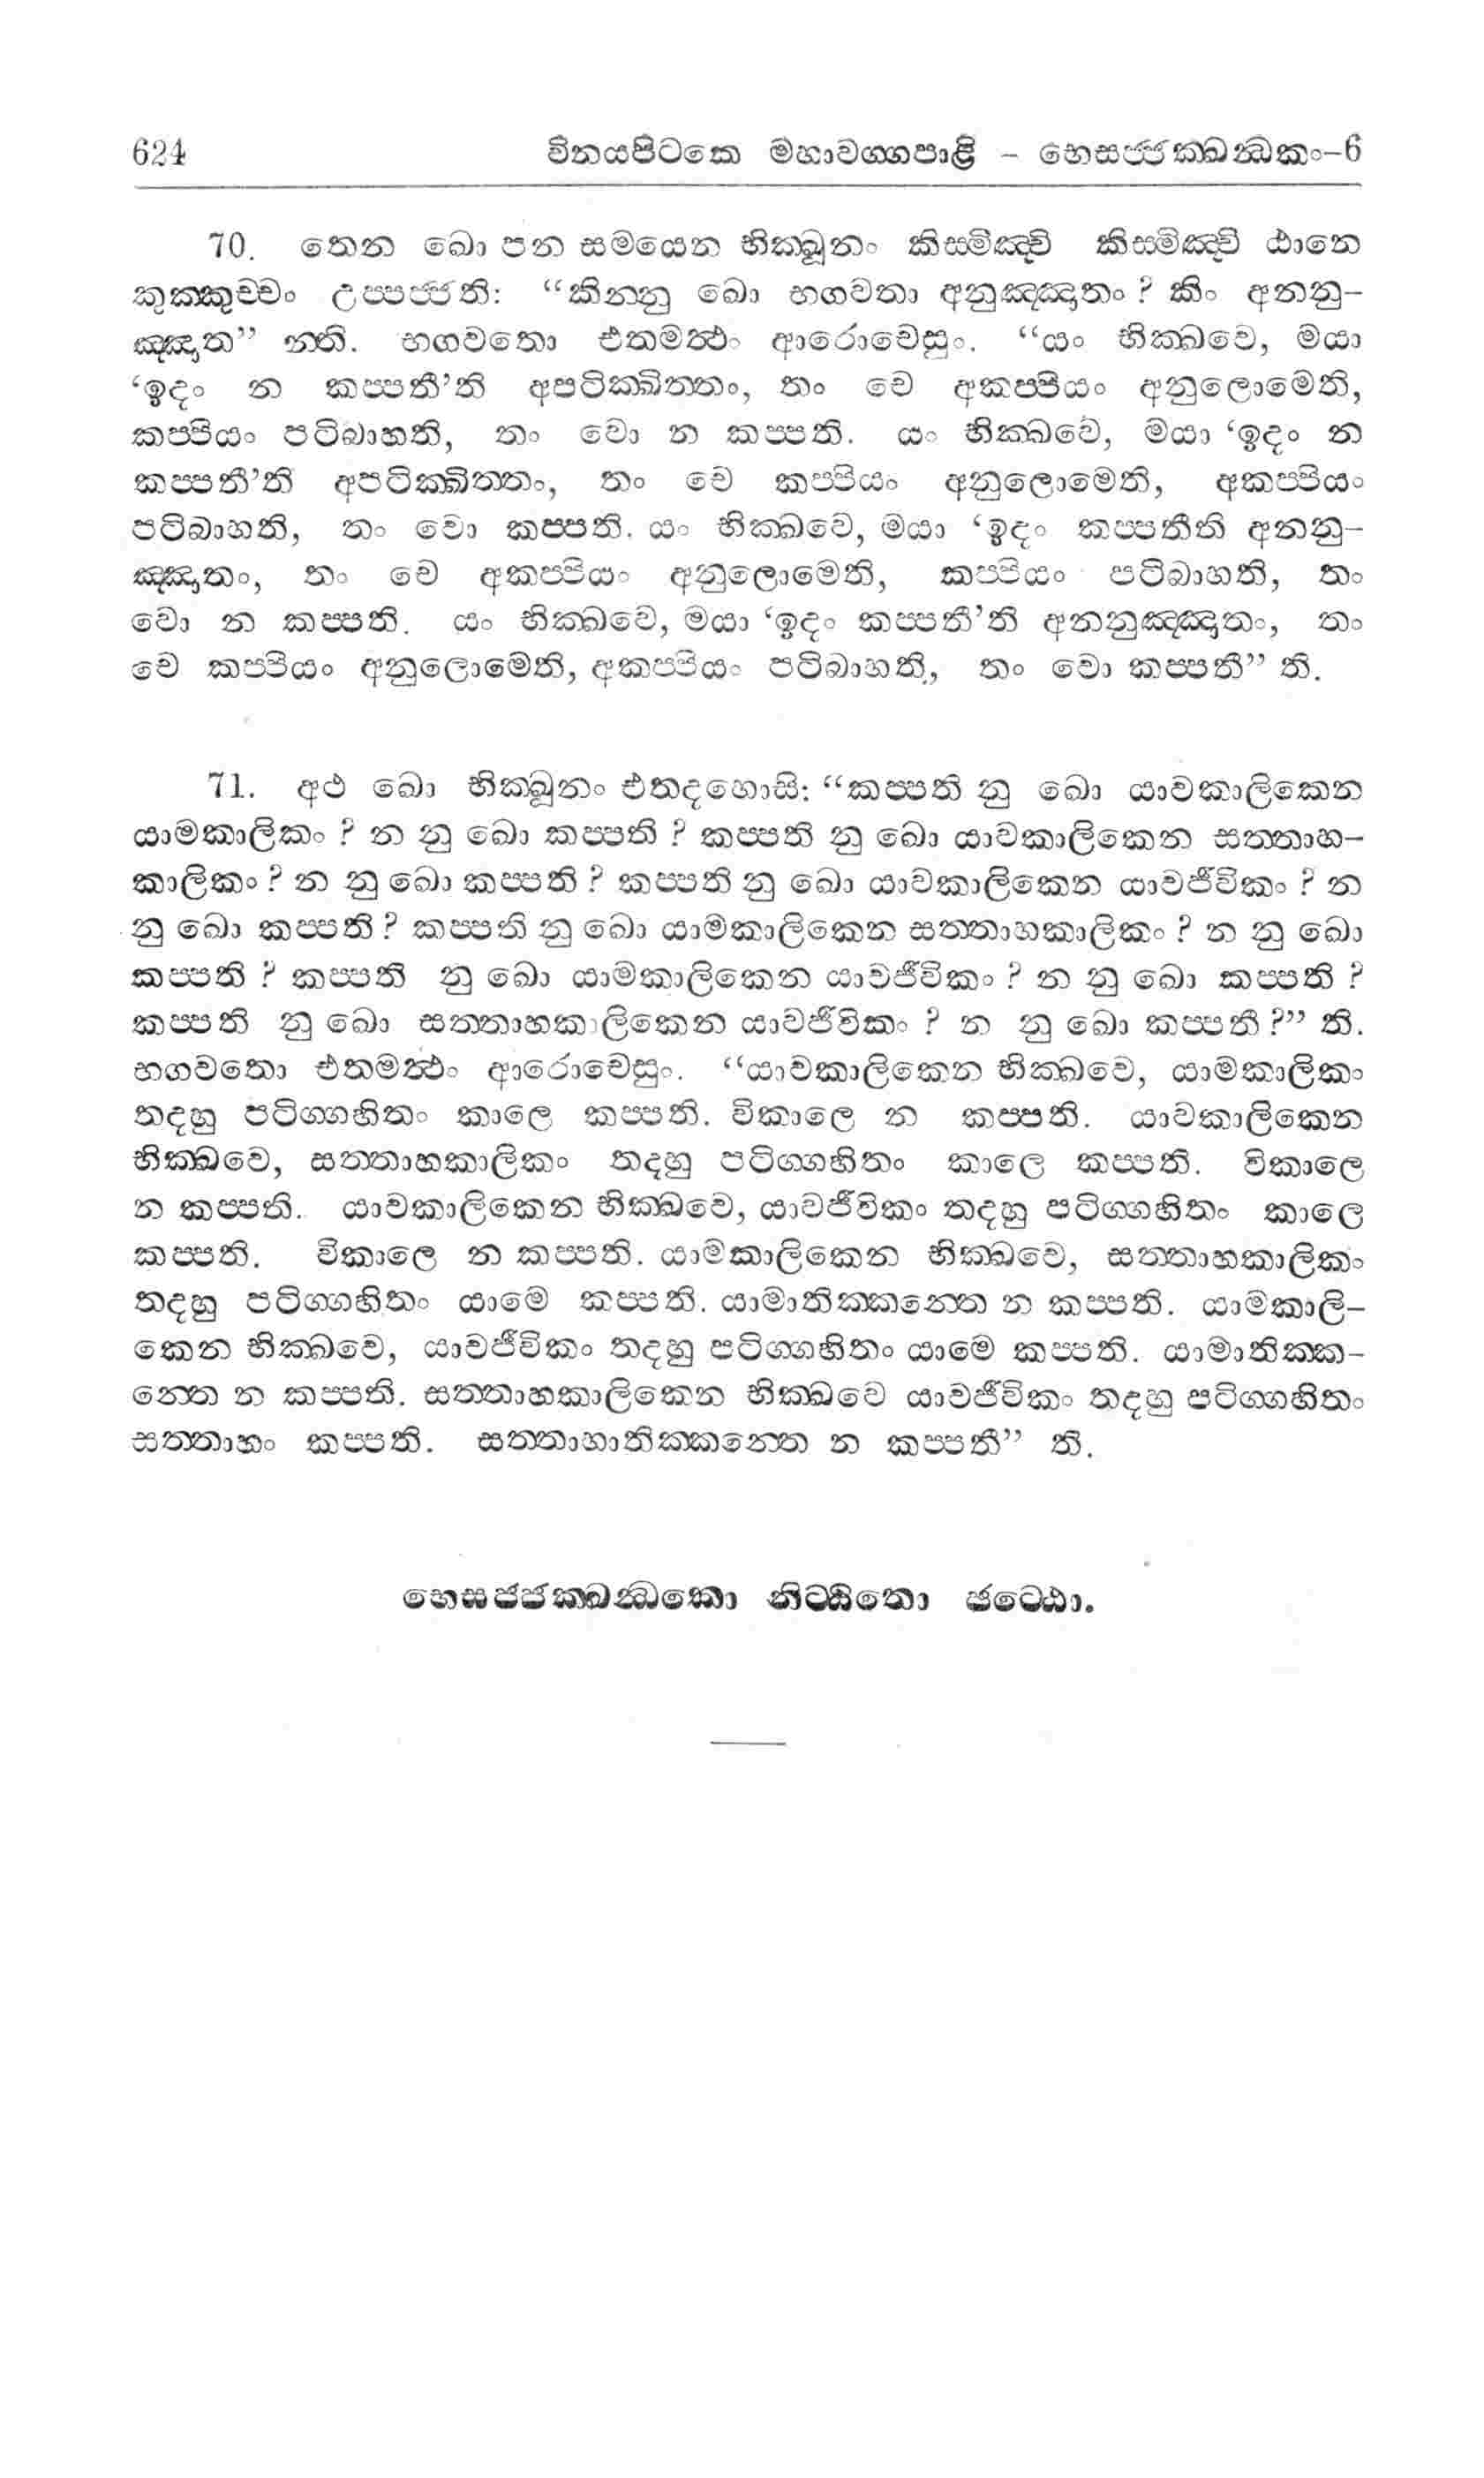 624 විනයපිටකෙ මහාවග්ගපාළි – භෙසජ්ජක්ඛන්ධකං–6
70. තෙන ඛො පන සමයෙන භික්ඛූනං කිස්මිඤ්චි කිස්මිඤ්චි ඨානෙ
කුක්කුච්චං උප්පජ්ජති: “කින්නු ඛො භගවතා අනුඤ්ඤාතං? කිං අනනු-
ඤ්ඤාත” න්ති. භගවතො එතමත්ථං ආරොචෙසුං. “යං භික්ඛවෙ, මයා
‘ඉදං න කප්පතී’ති අපටික්ඛිත්තං, තං චෙ අකප්පියං අනුලොමෙති,
කප්පියං පටිබාහති, තං වො න කප්පති. යං භික්ඛවෙ, මයා ‘ඉදං න
කප්පතී’ති අපටික්ඛිත්තං, තං චෙ කප්පියං අනුලොමෙති, අකප්පියං
පටිබාහති, තං වො කප්පති. යං භික්ඛවෙ, මයා ‘ඉදං කප්පතීති අනනු-
ඤ්ඤාතං, තං චෙ අකප්පියං අනුලොමෙති, කප්පියං පටිබාහති, තං
වො න කප්පති. යං භික්ඛවෙ, මයා ‘ඉදං කප්පතී’ති අනනුඤ්ඤාතං, තං
චෙ කප්පියං අනුලොමෙති, අකප්පියං පටිබාහති, තං වො කප්පතී” ති.
71. අථ ඛො භික්ඛූනං එතදහොසි: “කප්පති නු ඛො යාවකාලිකෙන
යාමකාලිකං? න නු ඛො කප්පති? කප්පති නු ඛො යාවකාලිකෙන සත්තාහ-
කාලිකං? න නු ඛො කප්පති? කප්පති නු ඛො යාවකාලිකෙන යාවජීවිකං? න
නු ඛො කප්පති? කප්පති නු ඛො යාමකාලිකෙන සත්තාහකාලිකං? න නු ඛො
කප්පති? කප්පති නු ඛො යාමකාලිකෙන යාවජීවිකං? න නු ඛො කප්පති?
කප්පති නු ඛො සත්තාහකාලිකෙන යාවජීවිකං? න නු ඛො කප්පතී?” ති.
භගවතො එතමත්ථං ආරොචෙසුං. “යාවකාලිකෙන භික්ඛවෙ, යාමකාලිකං
තදහු පටිග්ගහිතං කාලෙ කප්පති. විකාලෙ න කප්පති. යාවකාලිකෙන
භික්ඛවෙ, සත්තාහකාලිකං තදහු පටිග්ගහිතං කාලෙ කප්පති. විකාලෙ
න කප්පති. යාවකාලිකෙන භික්ඛවෙ, යාවජීවිකං තදහු පටිග්ගහිතං කාලෙ
කප්පති. විකාලෙ න කප්පති. යාමකාලිකෙන භික්ඛවෙ, සත්තාහකාලිකං
තදහු පටිග්ගහිතං යාමෙ කප්පති. යාමාතික්කන්තෙ න කප්පති. යාමකාලි-
කෙන භික්ඛවෙ, යාවජීවිකං තදහු පටිග්ගහිතං යාමෙ කප්පති. යාමාතික්ක-
න්තෙ න කප්පති. සත්තාහකාලිකෙන භික්ඛවෙ යාවජීවිකං තදහු පටිග්ගහිතං
සත්තාහං කප්පති. සත්තාහාතික්කන්තෙ න කප්පතී” ති.
භෙසජ්ජක්ඛන්ධකො නිට්ඨිතො ඡට්ඨො.